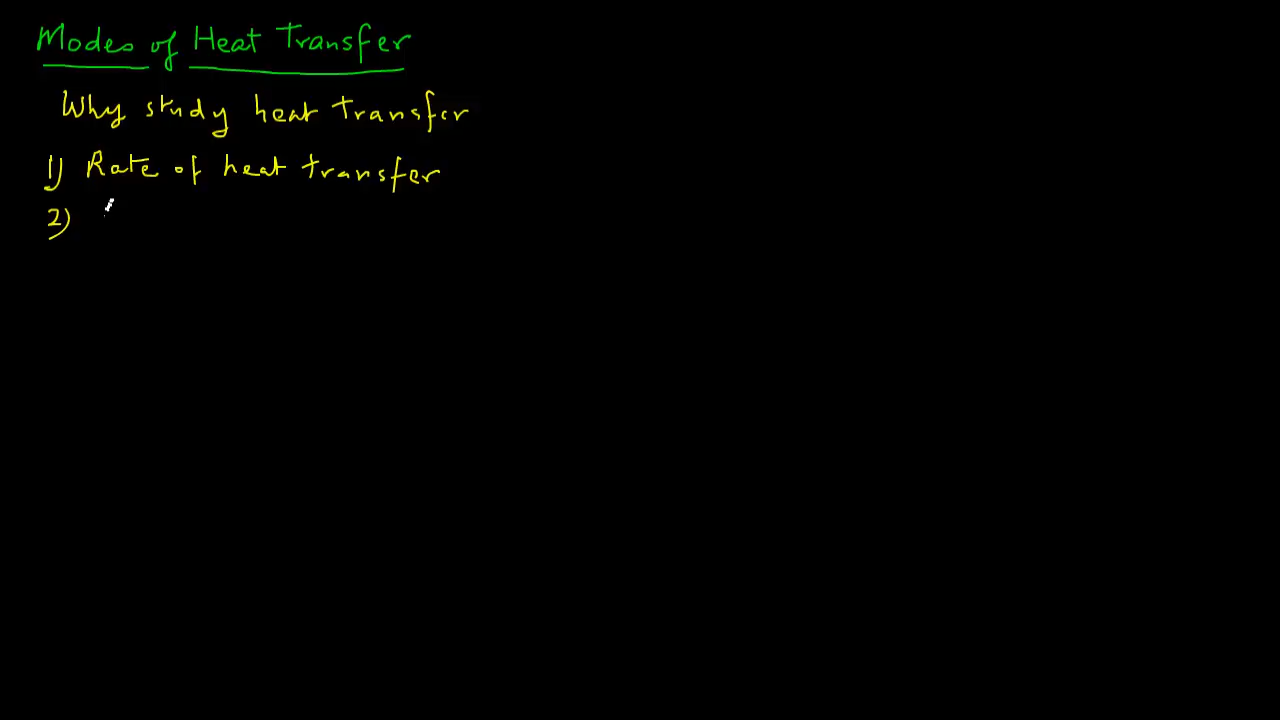 Modes of Heat Transfer
Why study heat transfer
1) Rate of heat transfer
2)